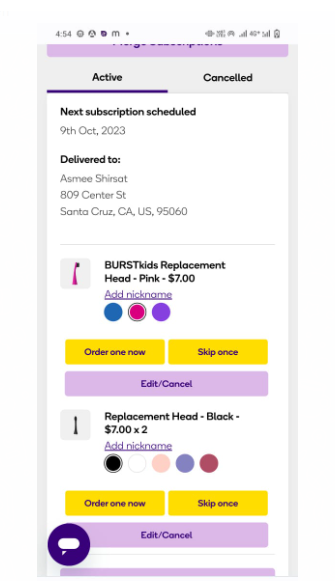 4:54
Merge Subscriptions
Active Cancelled
Next subscription scheduled
9th Oct, 2023
Delivered to:
Asmee Shirsat
809 Center St
Santa Cruz, CA, US, 95060
BURSTkids Replacement
Head - Pink - $7.00
Add nickname
Order one now Skip once
Edit/Cancel
Replacement Head - Black -
$7.00 x 2
Add nickname
Order one now Skip once
Edit/Cancel